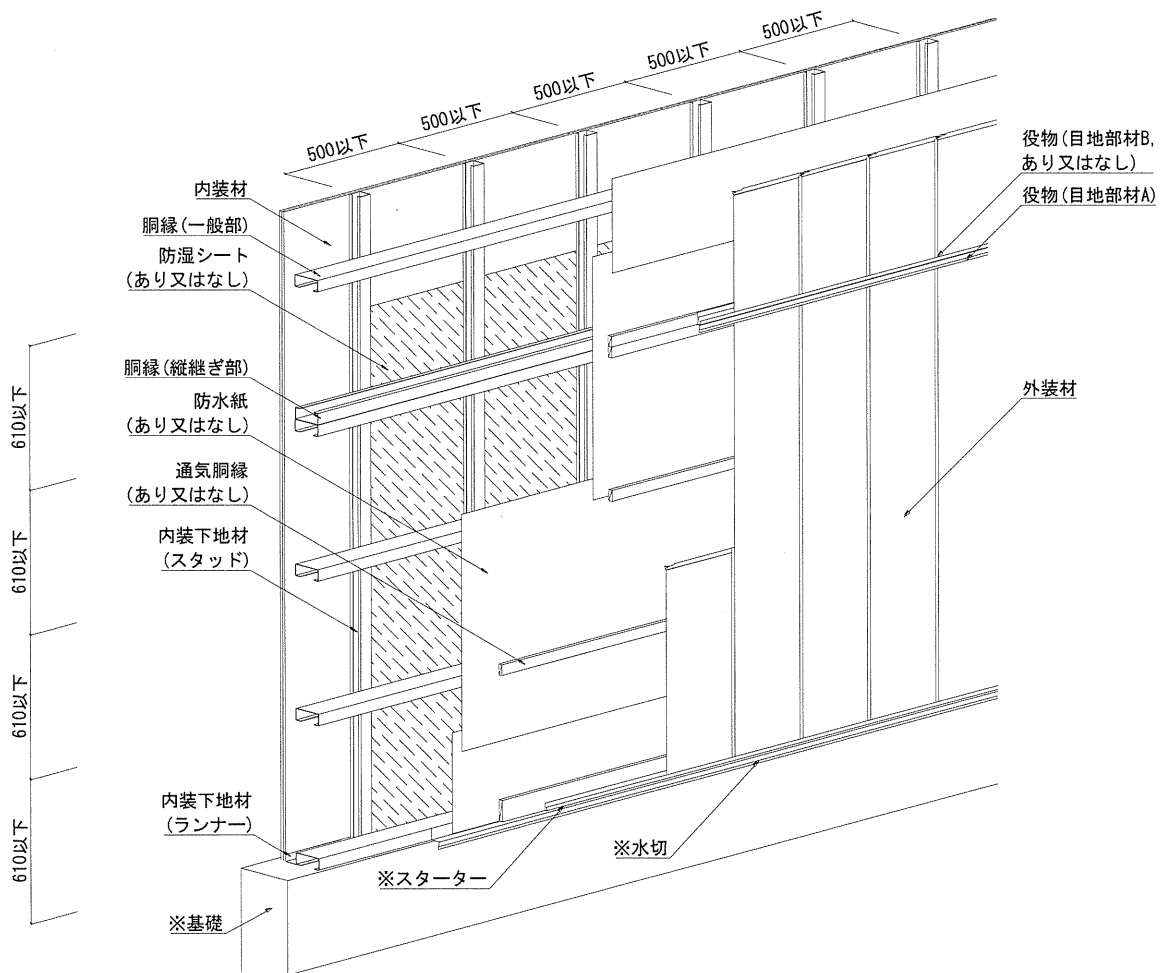 500以下
500以下
500以下
500以下
500以下
内装材
胴縁(一般部)
防湿シート
(あり又はなし)
胴縁(縦継ぎ部)
防水紙
(あり又はなし)
通気胴縁
(あり又はなし)
内装下地材
(スタッド)
内装下地材
(ランナー)
※基礎
※スターター
※水切
役物(目地部材B,
あり又はなし)
役物(目地部材A)
外装材
610以下
610以下
610以下
610以下